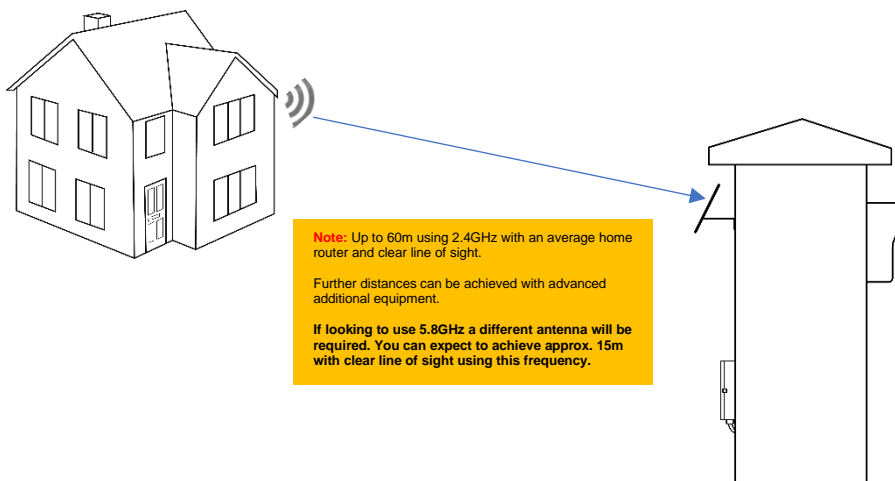 Note: Up to 60m using 2.4GHz with an average home
router and clear line of sight.
Further distances can be achieved with advanced
additional equipment.
If looking to use 5.8GHz a different antenna will be
required. You can expect to achieve approx. 15m
with clear line of sight using this frequency.